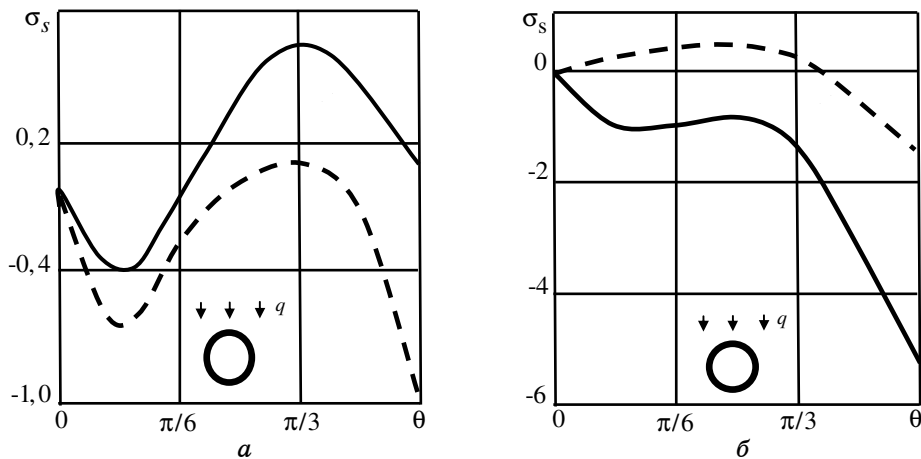 σₛ
0, 2
-0, 4
-1, 0
q
0 π/6 π/3 θ
а
σₛ
0
-2
-4
-6
q
0 π/6 π/3 θ
б